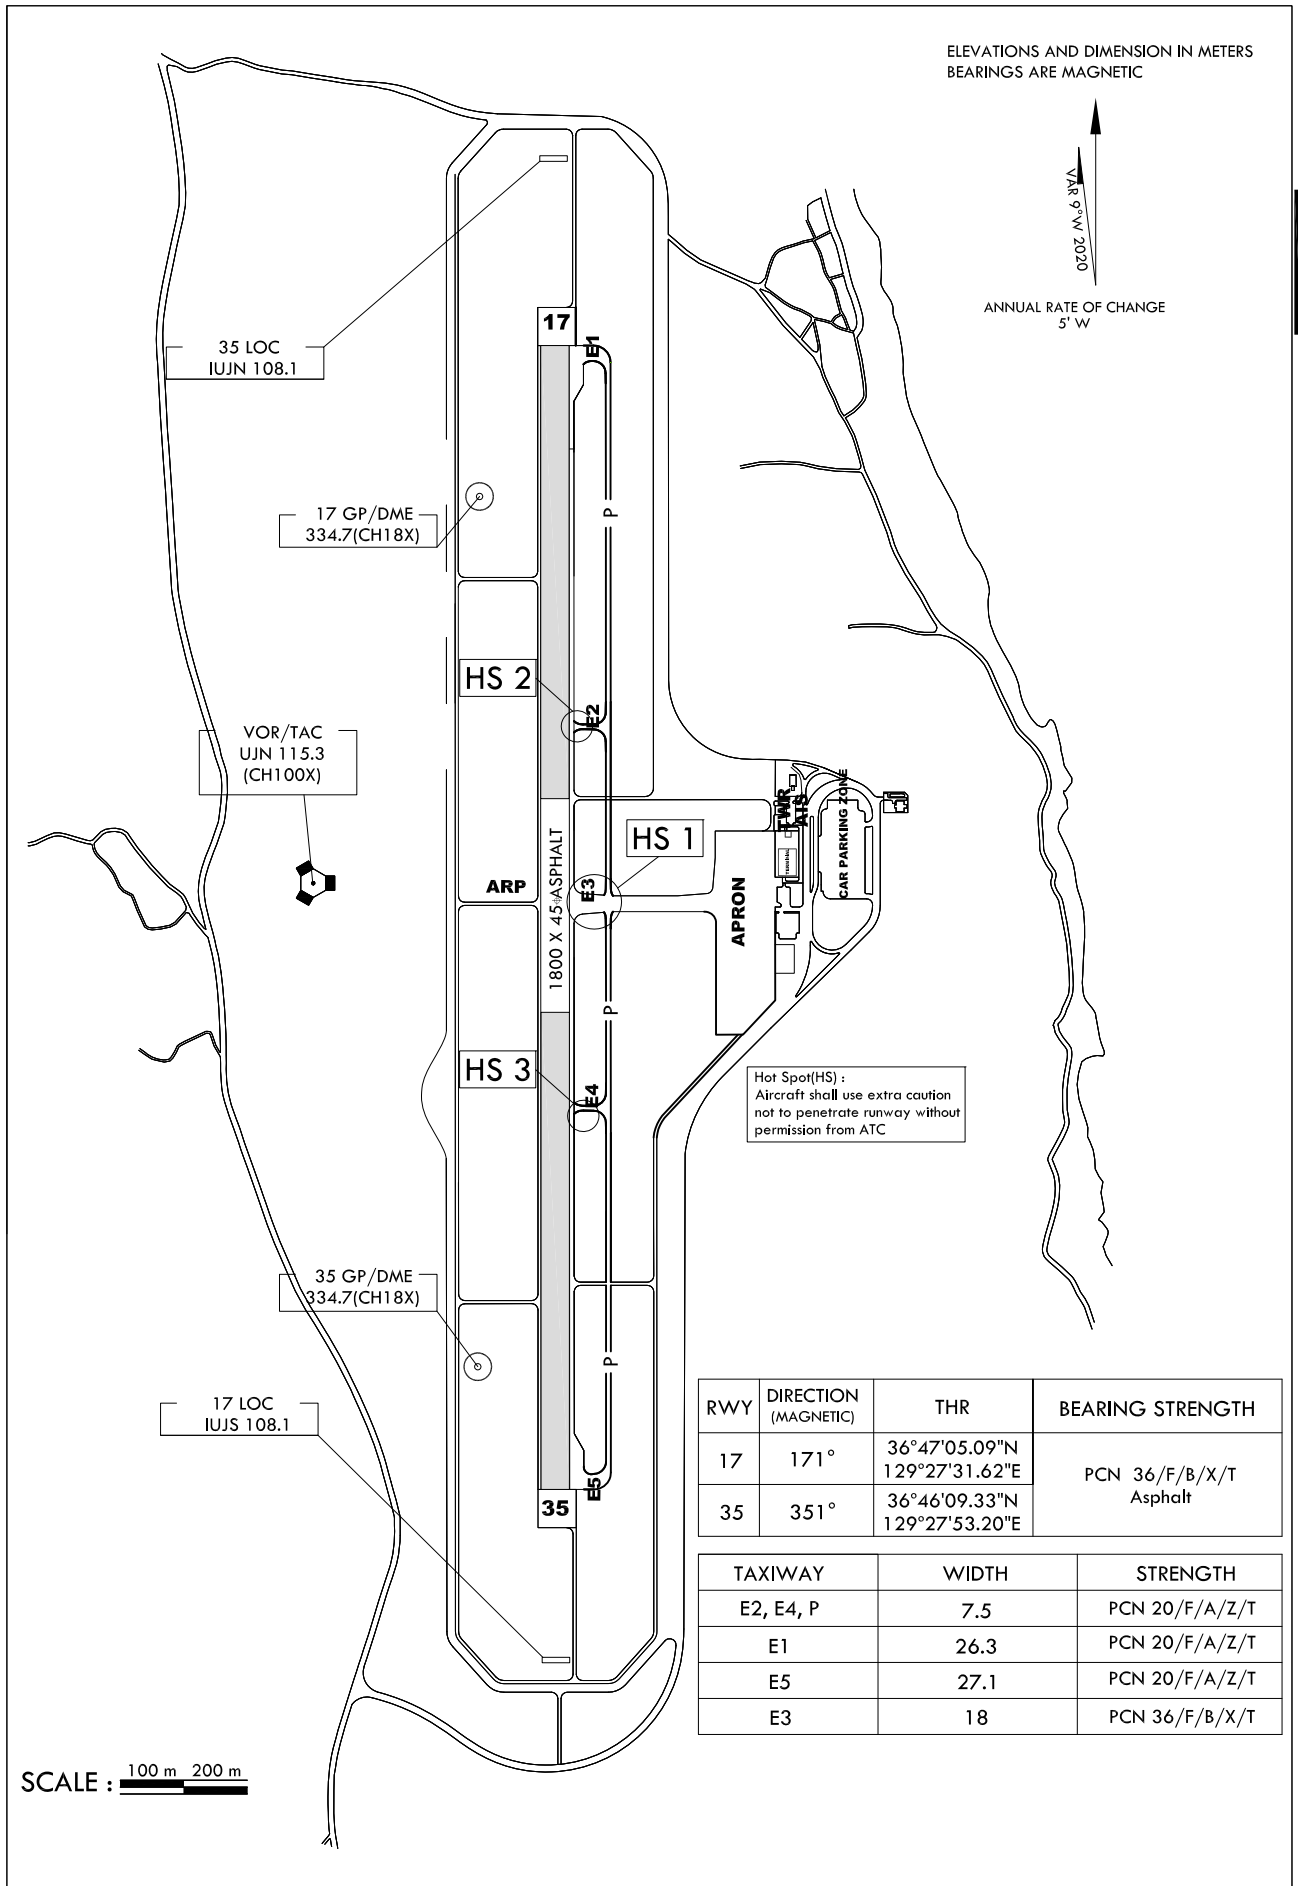 ELEVATIONS AND DIMENSION IN METERS
BEARINGS ARE MAGNETIC
VAR 9°W 2020
ANNUAL RATE OF CHANGE
5' W
17
E1
35 LOC
IUJN 108.1
17 GP/DME
334.7(CH18X)
P
HS 2
E2
VOR/TAC
UJN 115.3
(CH100X)
TWR
AIS
CAR PARKING ZONE
HS 1
1800 X 45 ASPHALT
ARP
E3
APRON
P
HS 3
E4
Hot Spot(HS) :
Aircraft shall use extra caution
not to penetrate runway without
permission from ATC
35 GP/DME
334.7(CH18X)
P
17 LOC
IUJS 108.1
E5
35
RWY DIRECTION (MAGNETIC) THR BEARING STRENGTH
17 171° 36°47'05.09"N 129°27'31.62"E PCN 36/F/B/X/T Asphalt
35 351° 36°46'09.33"N 129°27'53.20"E
TAXIWAY WIDTH STRENGTH
E2, E4, P 7.5 PCN 20/F/A/Z/T
E1 26.3 PCN 20/F/A/Z/T
E5 27.1 PCN 20/F/A/Z/T
E3 18 PCN 36/F/B/X/T
SCALE : 100 m 200 m